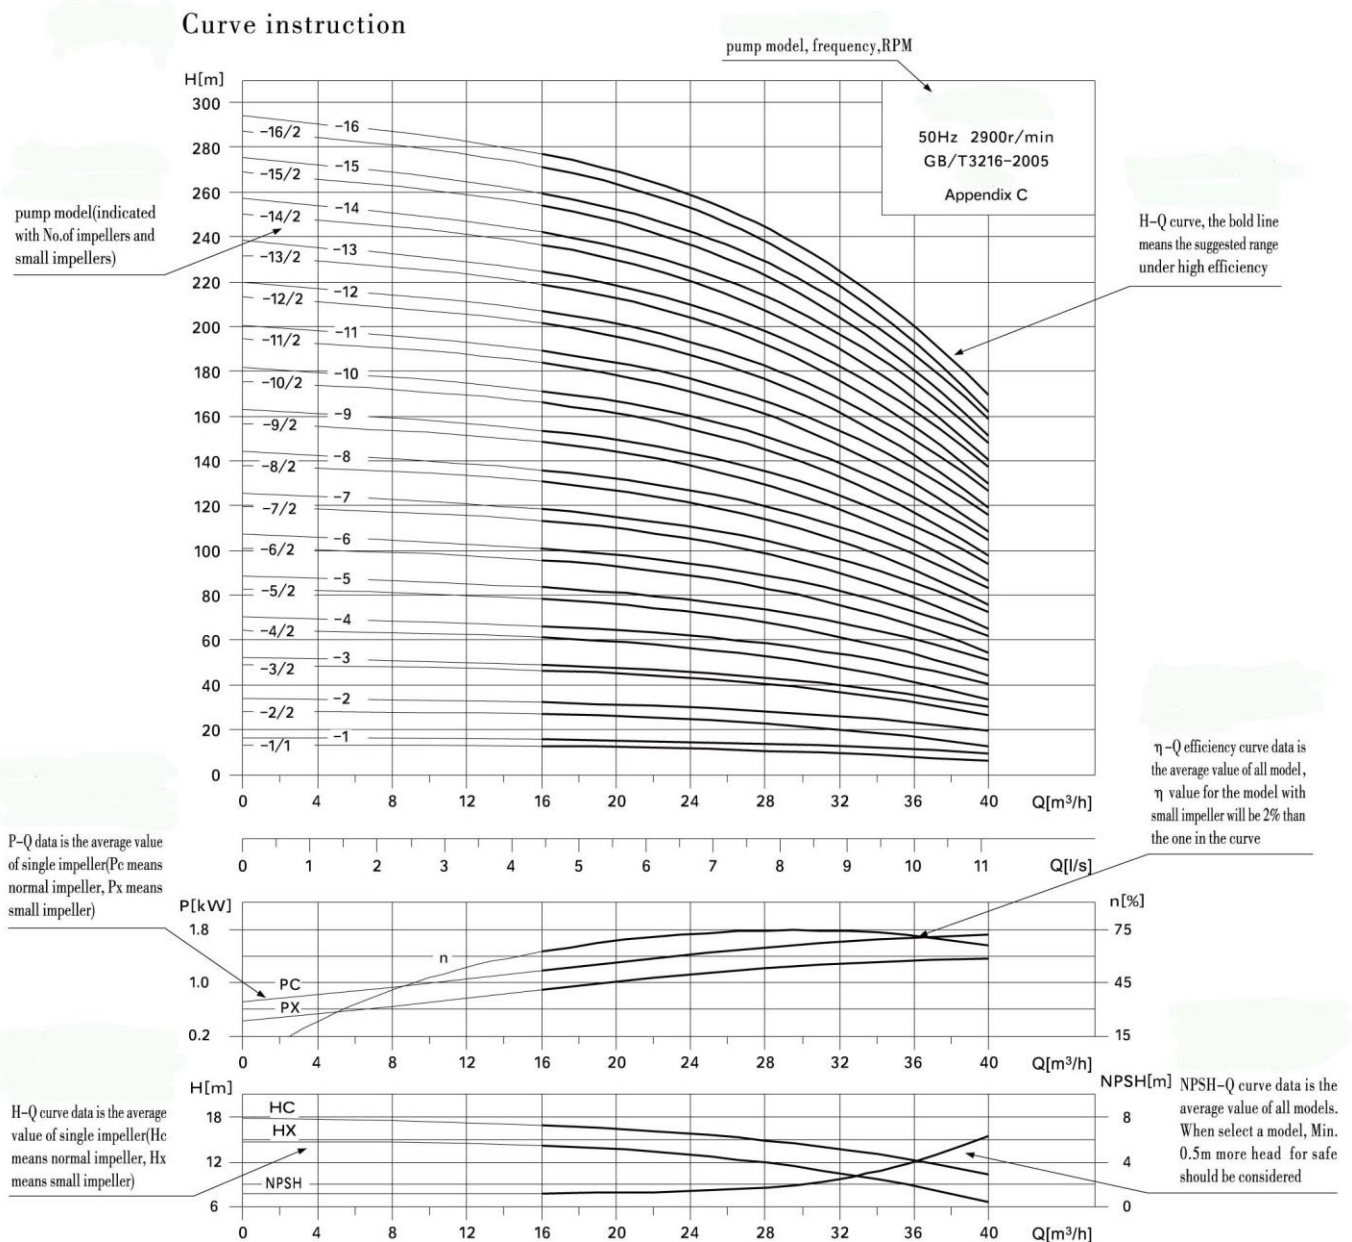 Curve instruction
pump model, frequency,RPM
H[m]
300
280
260
240
220
200
180
160
140
120
100
80
60
40
20
0
50Hz 2900r/min
GB/T3216-2005
Appendix C
-16
-16/2
-15
-15/2
-14
-14/2
-13
-13/2
-12
-12/2
-11
-11/2
-10
-10/2
-9
-9/2
-8
-8/2
-7
-7/2
-6
-6/2
-5
-5/2
-4
-4/2
-3
-3/2
-2
-2/2
-1
-1/1
pump model(indicated
with No.of impellers and
small impellers)
H-Q curve, the bold line
means the suggested range
under high efficiency
0 4 8 12 16 20 24 28 32 36 40 Q[m³/h]
0 1 2 3 4 5 6 7 8 9 10 11 Q[l/s]
η-Q efficiency curve data is
the average value of all model,
η value for the model with
small impeller will be 2% than
the one in the curve
P-Q data is the average value
of single impeller(Pc means
normal impeller, Px means
small impeller)
P[kW]
1.8
1.0
0.2
n[%]
75
45
15
n
PC
PX
0 4 8 12 16 20 24 28 32 36 40 Q[m³/h]
H[m]
18
12
6
NPSH[m]
8
4
0
HC
HX
NPSH
0 4 8 12 16 20 24 28 32 36 40 Q[m³/h]
H-Q curve data is the average
value of single impeller(Hc
means normal impeller, Hx
means small impeller)
NPSH-Q curve data is the
average value of all models.
When select a model, Min.
0.5m more head for safe
should be considered